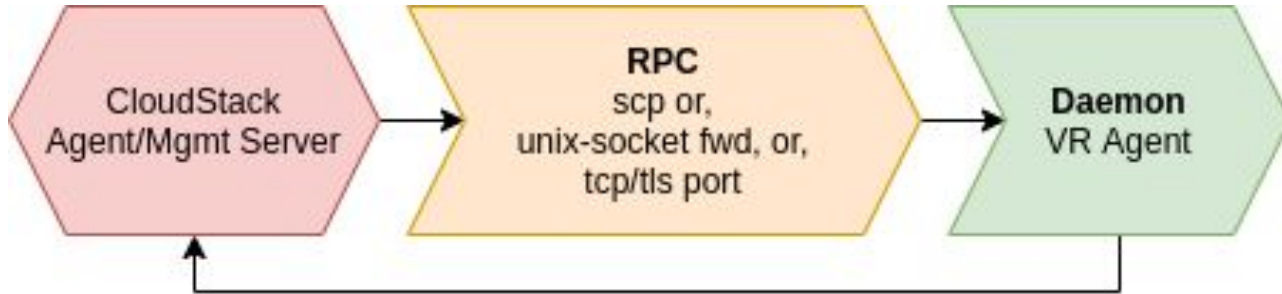 CloudStack
Agent/Mgmt Server
RPC
scp or,
unix-socket fwd, or,
tcp/tls port
Daemon
VR Agent